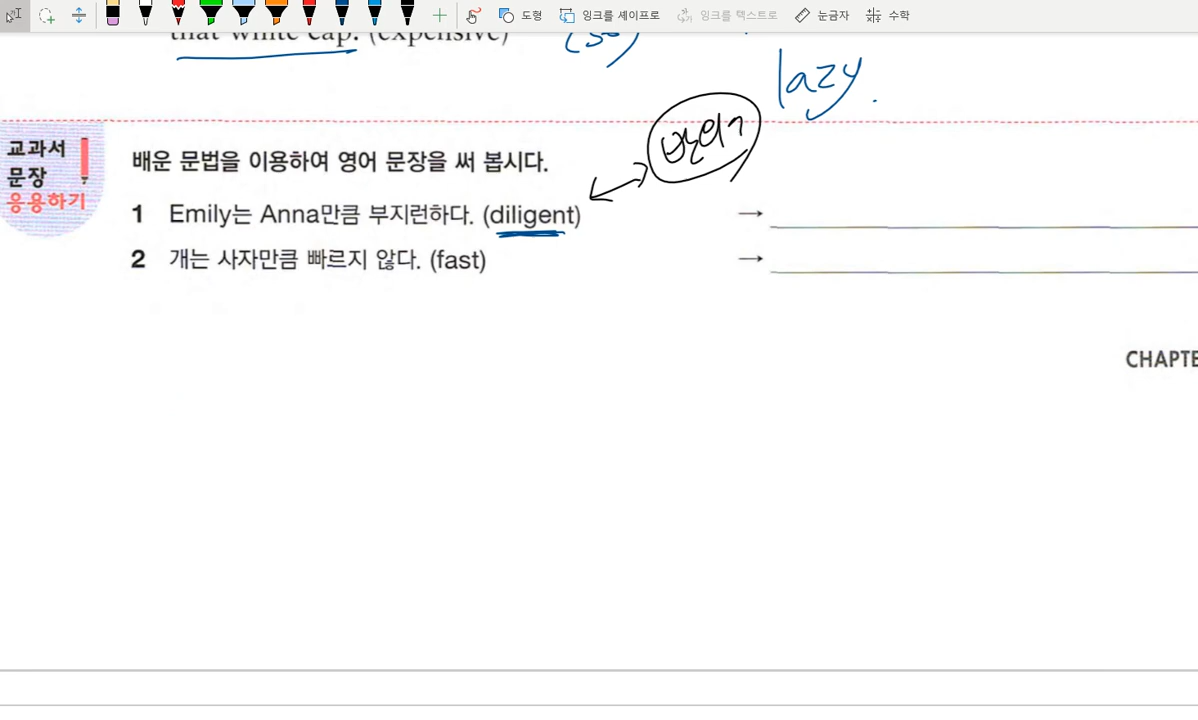 도형 잉크를 셰이프로 잉크를 텍스트로 눈금자 수학
that white cap. (expensive) (so)
lazy.
반의어
교과서
문장
응용하기
배운 문법을 이용하여 영어 문장을 써 봅시다.
1 Emily는 Anna만큼 부지런하다. (diligent) →
2 개는 사자만큼 빠르지 않다. (fast) →
CHAPTE